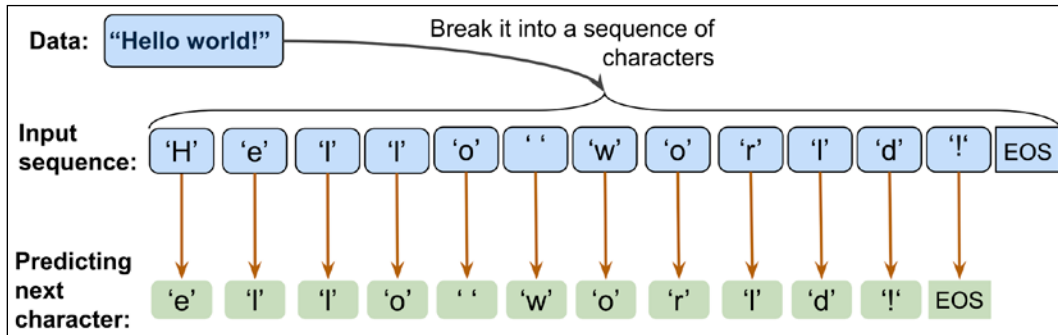 Data: “Hello world!” Break it into a sequence of
characters
Input
sequence: ‘H’ ‘e’ ‘l’ ‘l’ ‘o’ ‘ ‘ ‘w’ ‘o’ ‘r’ ‘l’ ‘d’ ‘!’ EOS
Predicting
next
character: ‘e’ ‘l’ ‘l’ ‘o’ ‘ ‘ ‘w’ ‘o’ ‘r’ ‘l’ ‘d’ ‘!‘ EOS